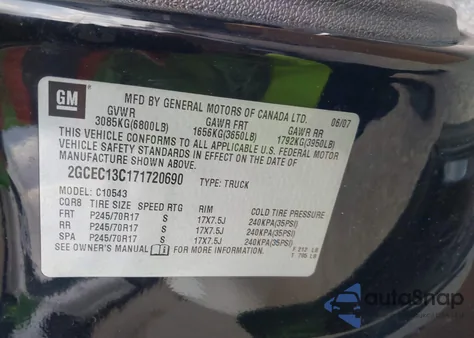 GM
MFD BY GENERAL MOTORS OF CANADA LTD. 06/07
GVWR GAWR FRT GAWR RR
3085KG(6800LB) 1656KG(3650LB) 1792KG(3950LB)
THIS VEHICLE CONFORMS TO ALL APPLICABLE U.S. FEDERAL MOTOR
VEHICLE SAFETY STANDARDS IN EFFECT ON THE DATE OF
MANUFACTURE SHOWN ABOVE.
2GCEC13C171720690 TYPE: TRUCK
MODEL: C10543
CQR8 TIRE SIZE SPEED RTG RIM COLD TIRE PRESSURE
FRT P245/70R17 S 17X7.5J 240KPA(35PSI)
RR P245/70R17 S 17X7.5J 240KPA(35PSI)
SPA P245/70R17 S 17X7.5J 240KPA(35PSI)
SEE OWNER'S MANUAL FOR MORE INFORMATION.
autoSnap